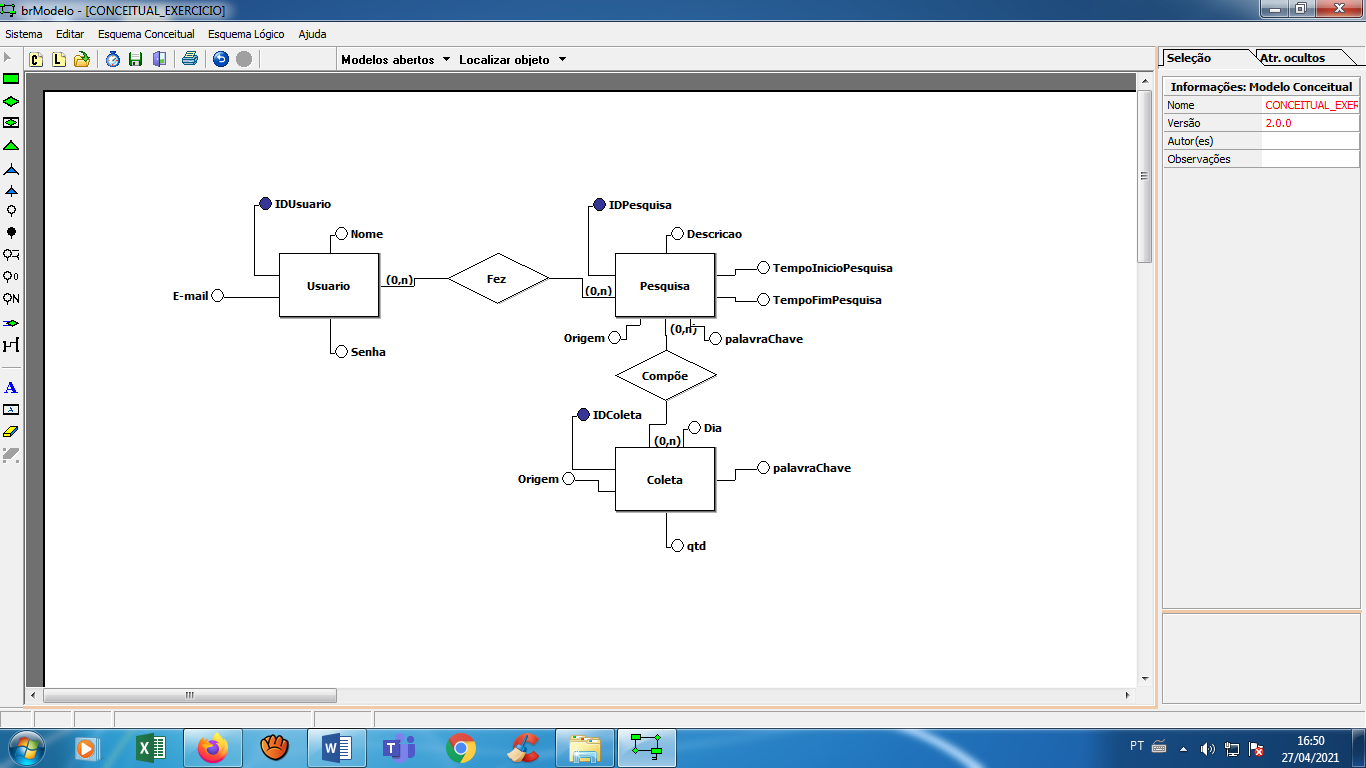 brModelo - [CONCEITUAL_EXERCICIO]
Sistema Editar Esquema Conceitual Esquema Lógico Ajuda
C L Modelos abertos Localizar objeto
Seleção Atr. ocultos
Informações: Modelo Conceitual
Nome CONCEITUAL_EXER
Versão 2.0.0
Autor(es)
Observações
IDUsuario
Nome
Usuario
E-mail
Senha
(0,n)
Fez
(0,n)
IDPesquisa
Descricao
TempoInicioPesquisa
Pesquisa
TempoFimPesquisa
Origem
(0,n)
palavraChave
Compõe
IDColeta
Dia
(0,n)
palavraChave
Origem
Coleta
qtd
N
A
A
PT
16:50
27/04/2021